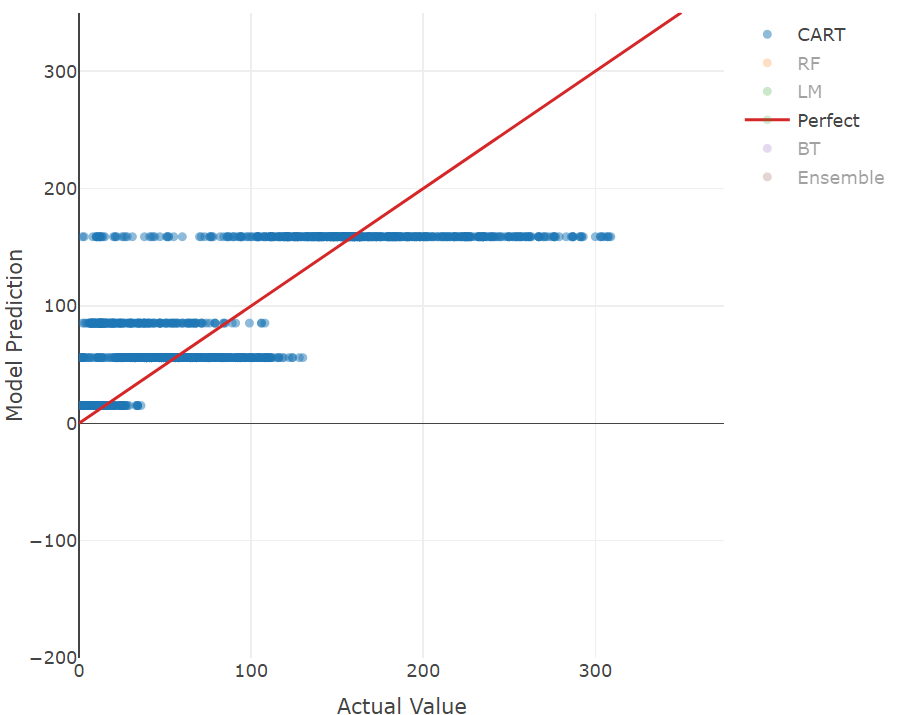 CART
RF
LM
Perfect
BT
Ensemble
300
200
100
0
−100
−200
0 100 200 300
Model Prediction
Actual Value